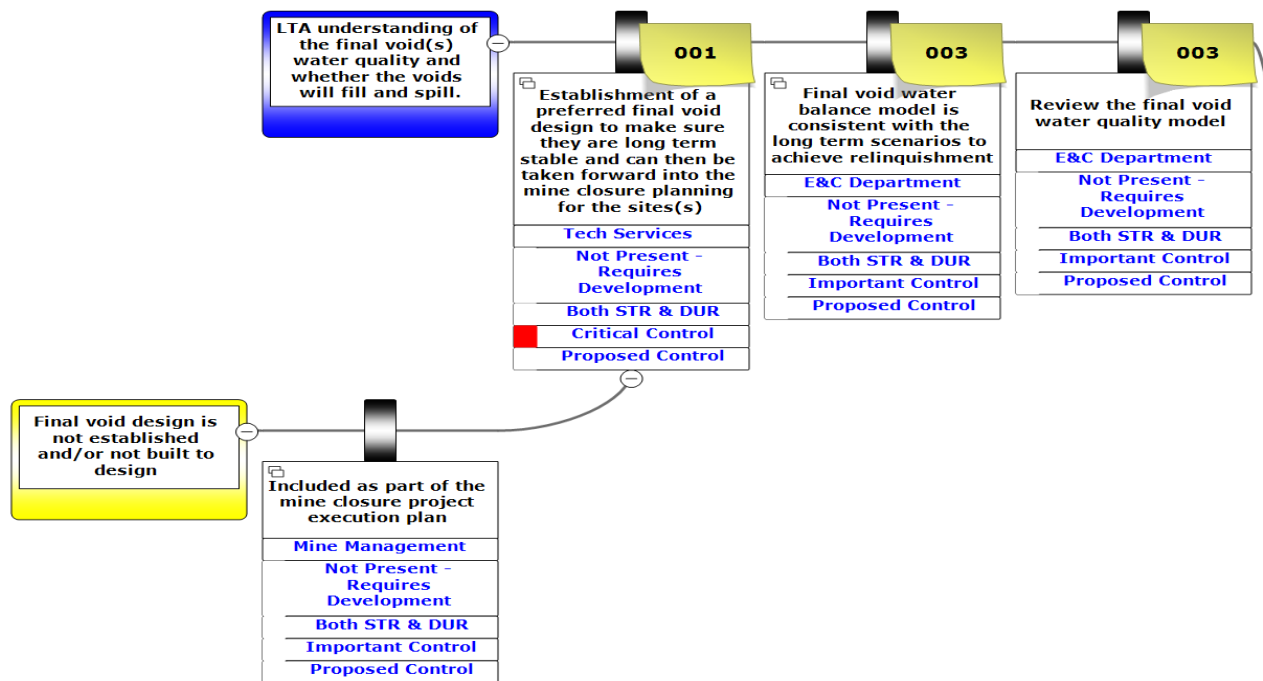 LTA understanding of
the final void(s)
water quality and
whether the voids
will fill and spill.
001
Establishment of a
preferred final void
design to make sure
they are long term
stable and can then be
taken forward into the
mine closure planning
for the sites(s)
Tech Services
Not Present -
Requires
Development
Both STR & DUR
Critical Control
Proposed Control
003
Final void water
balance model is
consistent with the
long term scenarios to
achieve relinquishment
E&C Department
Not Present -
Requires
Development
Both STR & DUR
Important Control
Proposed Control
003
Review the final void
water quality model
E&C Department
Not Present -
Requires
Development
Both STR & DUR
Important Control
Proposed Control
Final void design is
not established
and/or not built to
design
Included as part of the
mine closure project
execution plan
Mine Management
Not Present -
Requires
Development
Both STR & DUR
Important Control
Proposed Control